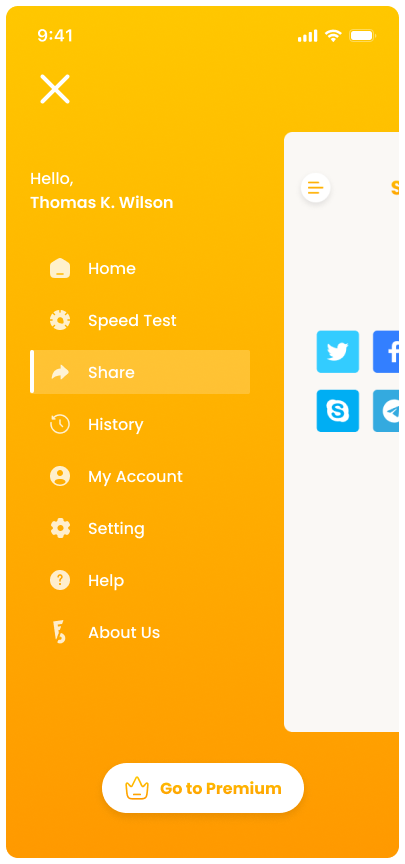 9:41
Hello,
Thomas K. Wilson
Home
Speed Test
Share
History
My Account
Setting
Help
About Us
Go to Premium